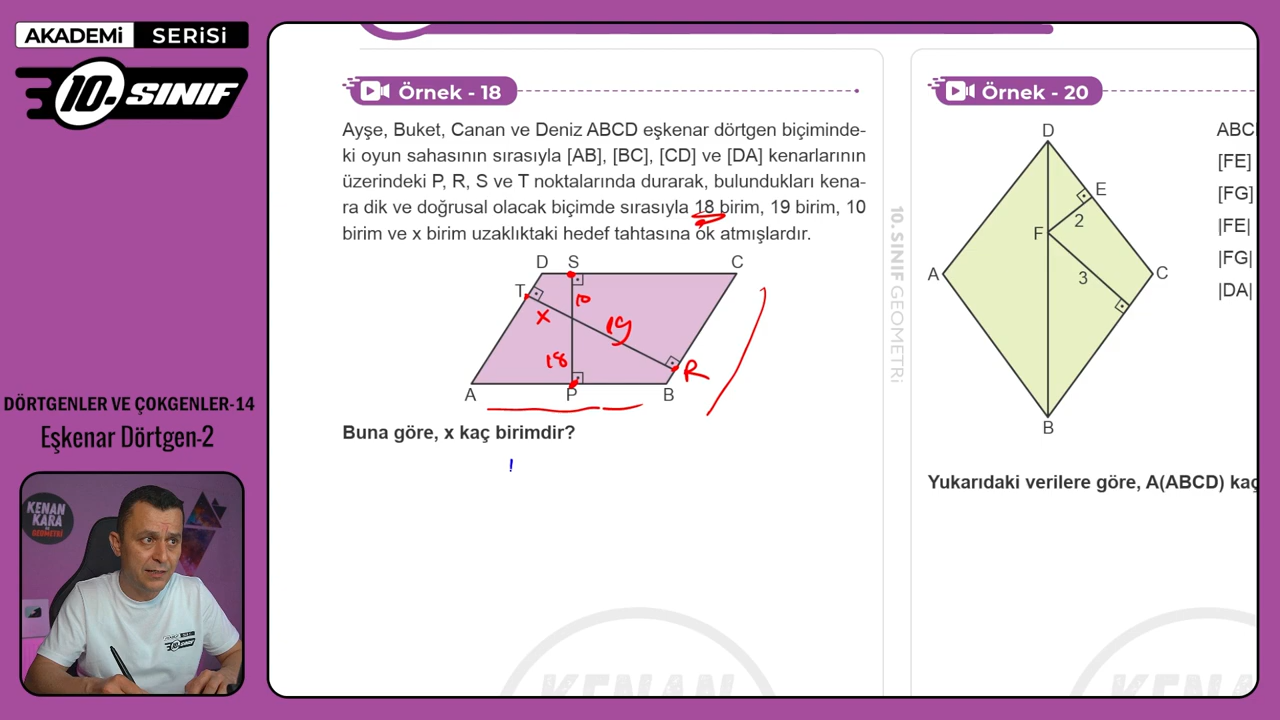 AKADEMİ SERİSİ
10. SINIF
DÖRTGENLER VE ÇOKGENLER-14
Eşkenar Dörtgen-2
KENAN
KARA
GEOMETRİ
Örnek - 18
Ayşe, Buket, Canan ve Deniz ABCD eşkenar dörtgen biçiminde-
ki oyun sahasının sırasıyla [AB], [BC], [CD] ve [DA] kenarlarının
üzerindeki P, R, S ve T noktalarında durarak, bulundukları kena-
ra dik ve doğrusal olacak biçimde sırasıyla 18 birim, 19 birim, 10
birim ve x birim uzaklıktaki hedef tahtasına ok atmışlardır.
D S C
T
10
x 19
18
R
A P B
Buna göre, x kaç birimdir?
10. SINIF GEOMETRİ
Örnek - 20
D
E
2
F
A C
3
B
ABC
[FE]
[FG]
|FE|
|FG|
|DA|
Yukarıdaki verilere göre, A(ABCD) kaç
KENAN
KENAN